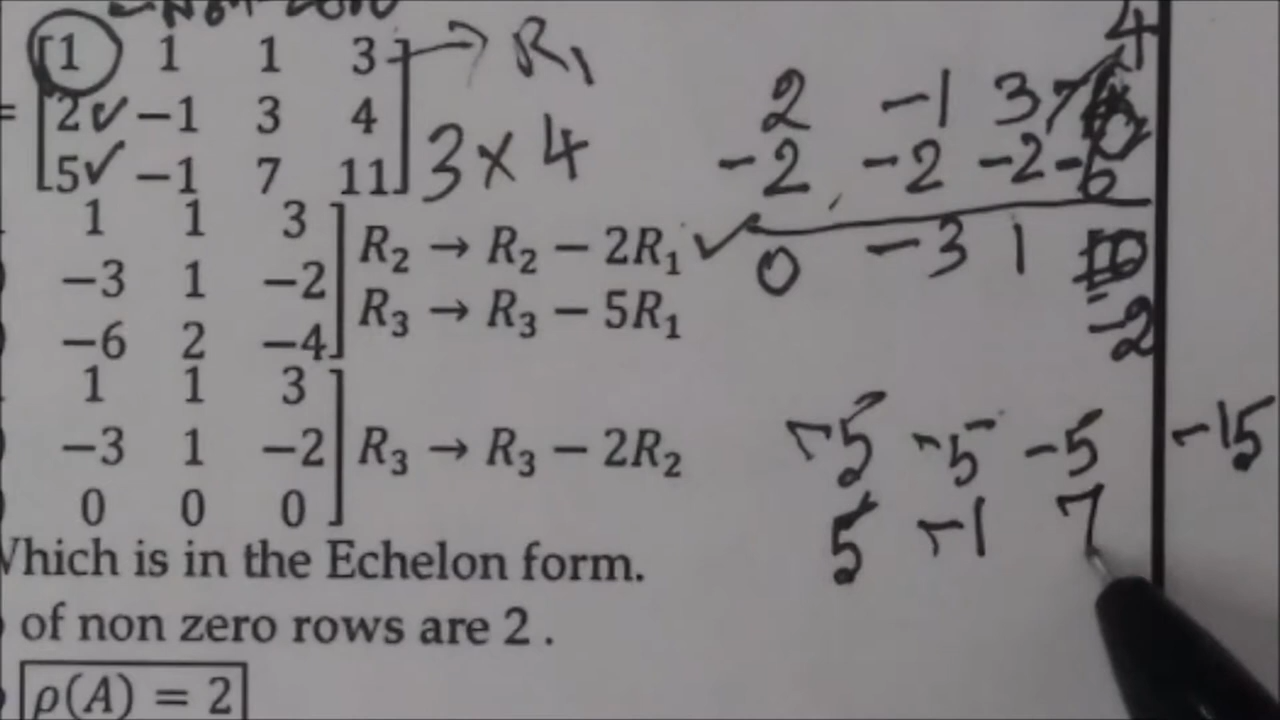 [1 1 1 3] → R₁
= 2✓ −1 3 4
5✓ −1 7 11] 3 × 4
1 1 3
−3 1 −2 R₂ → R₂ − 2R₁ ✓
−6 2 −4 R₃ → R₃ − 5R₁
1 1 3
−3 1 −2 R₃ → R₃ − 2R₂
0 0 0
Which is in the Echelon form.
of non zero rows are 2 .
ρ(A) = 2
4
2 −1 3
−2 , −2 −2 −6
0 −3 1
−2
−5 −5 −5 −15
5 −1 7